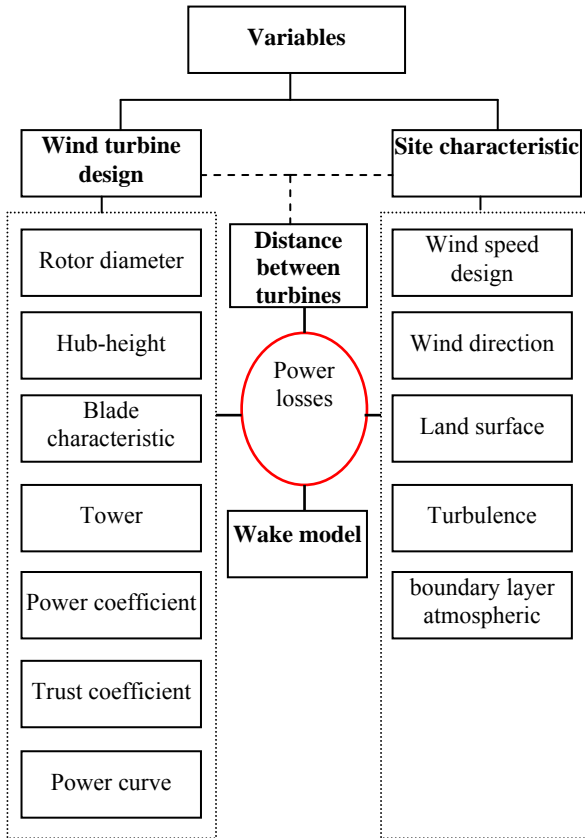 Variables
Wind turbine
design
Site characteristic
Distance
between
turbines
Rotor diameter
Hub-height
Blade
characteristic
Tower
Power coefficient
Trust coefficient
Power curve
Power
losses
Wake model
Wind speed
design
Wind direction
Land surface
Turbulence
boundary layer
atmospheric